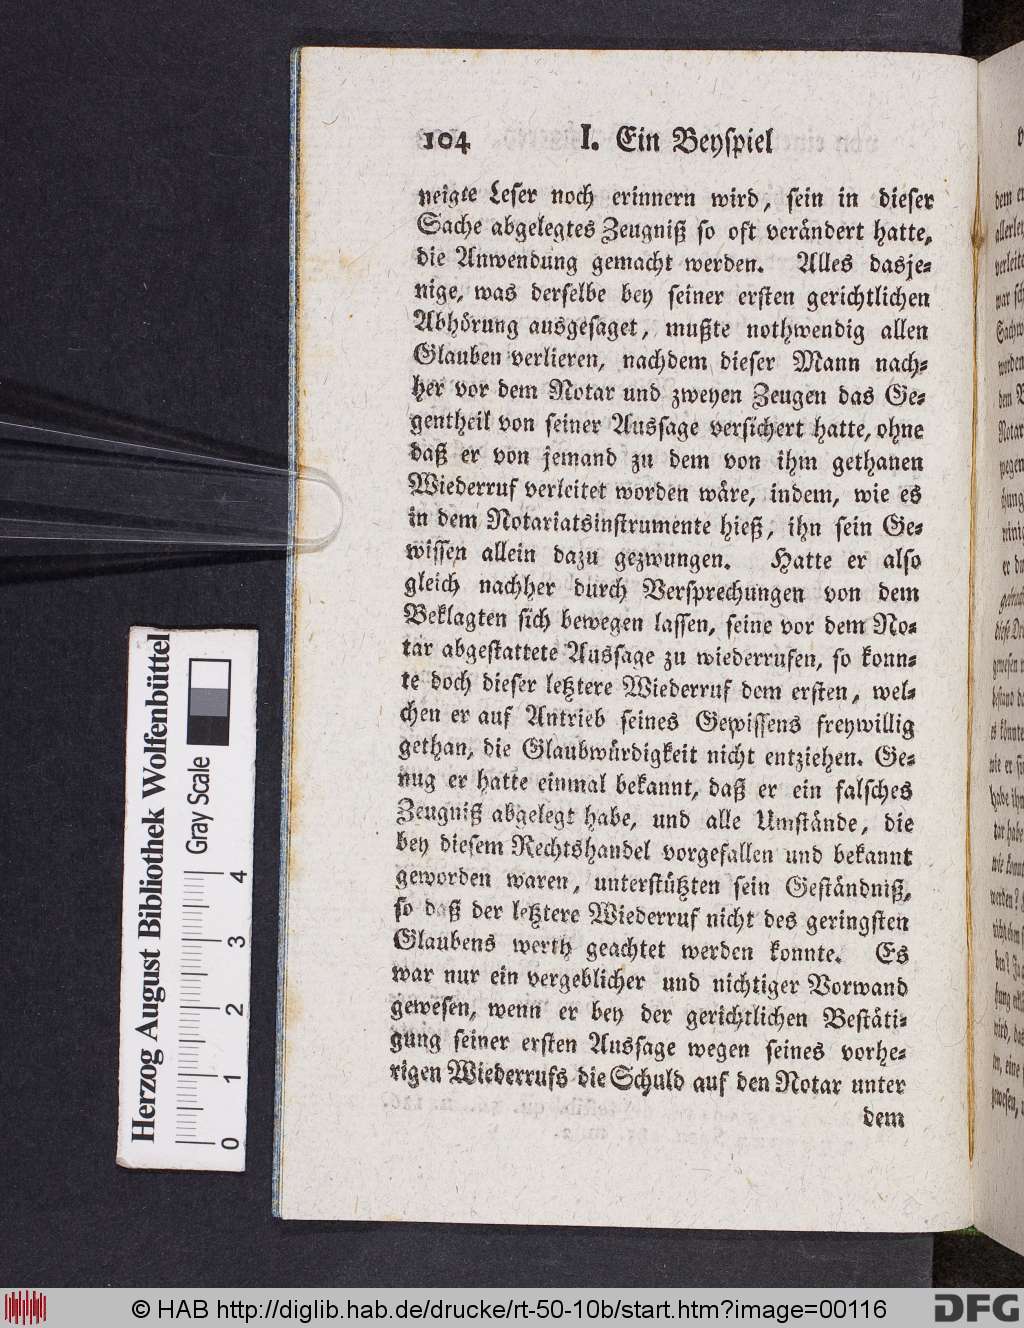 104 I. Ein Beyspiel
neigte Leser noch erinnern wird, sein in dieser
Sache abgelegtes Zeugniß so oft verändert hatte,
die Anwendung gemacht werden. Alles dasje-
nige, was derselbe bey seiner ersten gerichtlichen
Abhörung ausgesaget, mußte nothwendig allen
Glauben verlieren, nachdem dieser Mann nach-
her vor dem Notar und zweyen Zeugen das Ge-
gentheil von seiner Aussage versichert hatte, ohne
daß er von jemand zu dem von ihm gethanen
Wiederruf verleitet worden wäre, indem, wie es
in dem Notariatsinstrumente hieß, ihn sein Ge-
wissen allein dazu gezwungen. Hatte er also
gleich nachher durch Versprechungen von dem
Beklagten sich bewegen lassen, seine vor dem No-
tar abgestattete Aussage zu wiederrufen, so konn-
te doch dieser letztere Wiederruf dem ersten, wel-
chen er auf Antrieb seines Gewissens freywillig
gethan, die Glaubwürdigkeit nicht entziehen. Ge-
nug er hatte einmal bekannt, daß er ein falsches
Zeugniß abgelegt habe, und alle Umstände, die
bey diesem Rechtshandel vorgefallen und bekannt
geworden waren, unterstützten sein Geständniß,
so daß der letztere Wiederruf nicht des geringsten
Glaubens werth geachtet werden konnte. Es
war nur ein vergeblicher und nichtiger Vorwand
gewesen, wenn er bey der gerichtlichen Bestäti-
gung seiner ersten Aussage wegen seines vorhe-
rigen Wiederrufs die Schuld auf den Notar unter
dem
Herzog August Bibliothek Wolfenbüttel
Gray Scale
0 1 2 3 4
© HAB http://diglib.hab.de/drucke/rt-50-10b/start.htm?image=00116
DFG